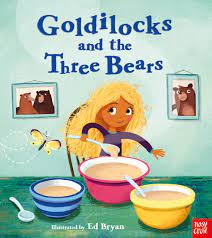 Goldilocks
and the
Three Bears
Illustrated by Ed Bryan
nosy
crow